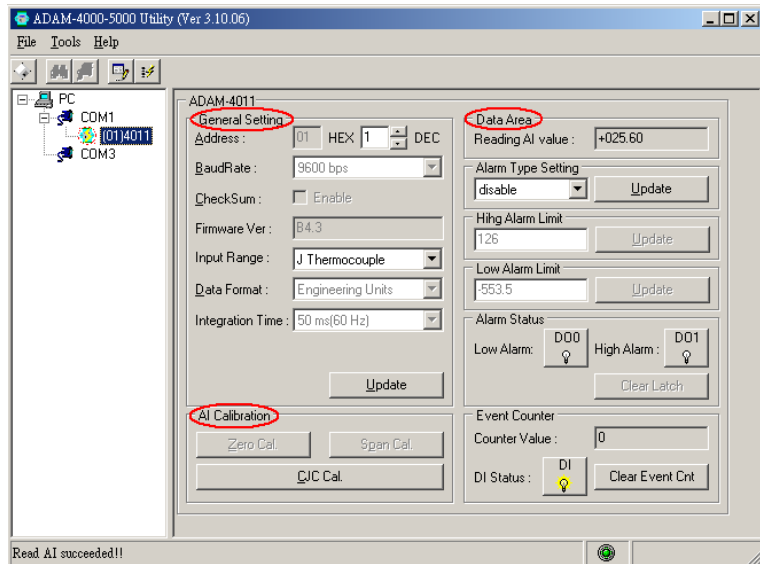 ADAM-4000-5000 Utility (Ver 3.10.06)
File Tools Help
PC
COM1
(01)4011
COM3
ADAM-4011
General Setting
Address : 01 HEX 1 DEC
BaudRate : 9600 bps
CheckSum : Enable
Firmware Ver : B4.3
Input Range : J Thermocouple
Data Format : Engineering Units
Integration Time : 50 ms(60 Hz)
Update
AI Calibration
Zero Cal. Span Cal.
CJC Cal.
Data Area
Reading AI value : +025.60
Alarm Type Setting
disable Update
Hihg Alarm Limit
126 Update
Low Alarm Limit
-553.5 Update
Alarm Status
Low Alarm: DO0 High Alarm : DO1
Clear Latch
Event Counter
Counter Value : 0
DI Status : DI Clear Event Cnt
Read AI succeeded!!